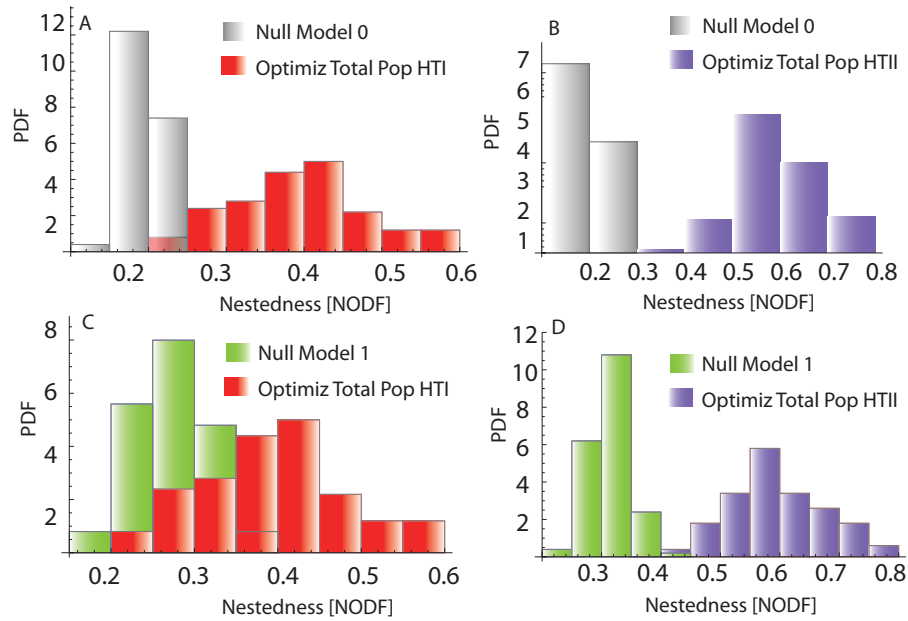 A
Null Model 0
Optimiz Total Pop HTI
PDF
12
10
8
6
4
2
0.2 0.3 0.4 0.5 0.6
Nestedness [NODF]
B
Null Model 0
Optimiz Total Pop HTII
PDF
7
6
5
4
3
2
1
0.2 0.3 0.4 0.5 0.6 0.7 0.8
Nestedness [NODF]
C
Null Model 1
Optimiz Total Pop HTI
PDF
8
6
4
2
0.2 0.3 0.4 0.5 0.6
Nestedness [NODF]
D
Null Model 1
Optimiz Total Pop HTII
PDF
12
10
8
6
4
2
0.3 0.4 0.5 0.6 0.7 0.8
Nestedness [NODF]